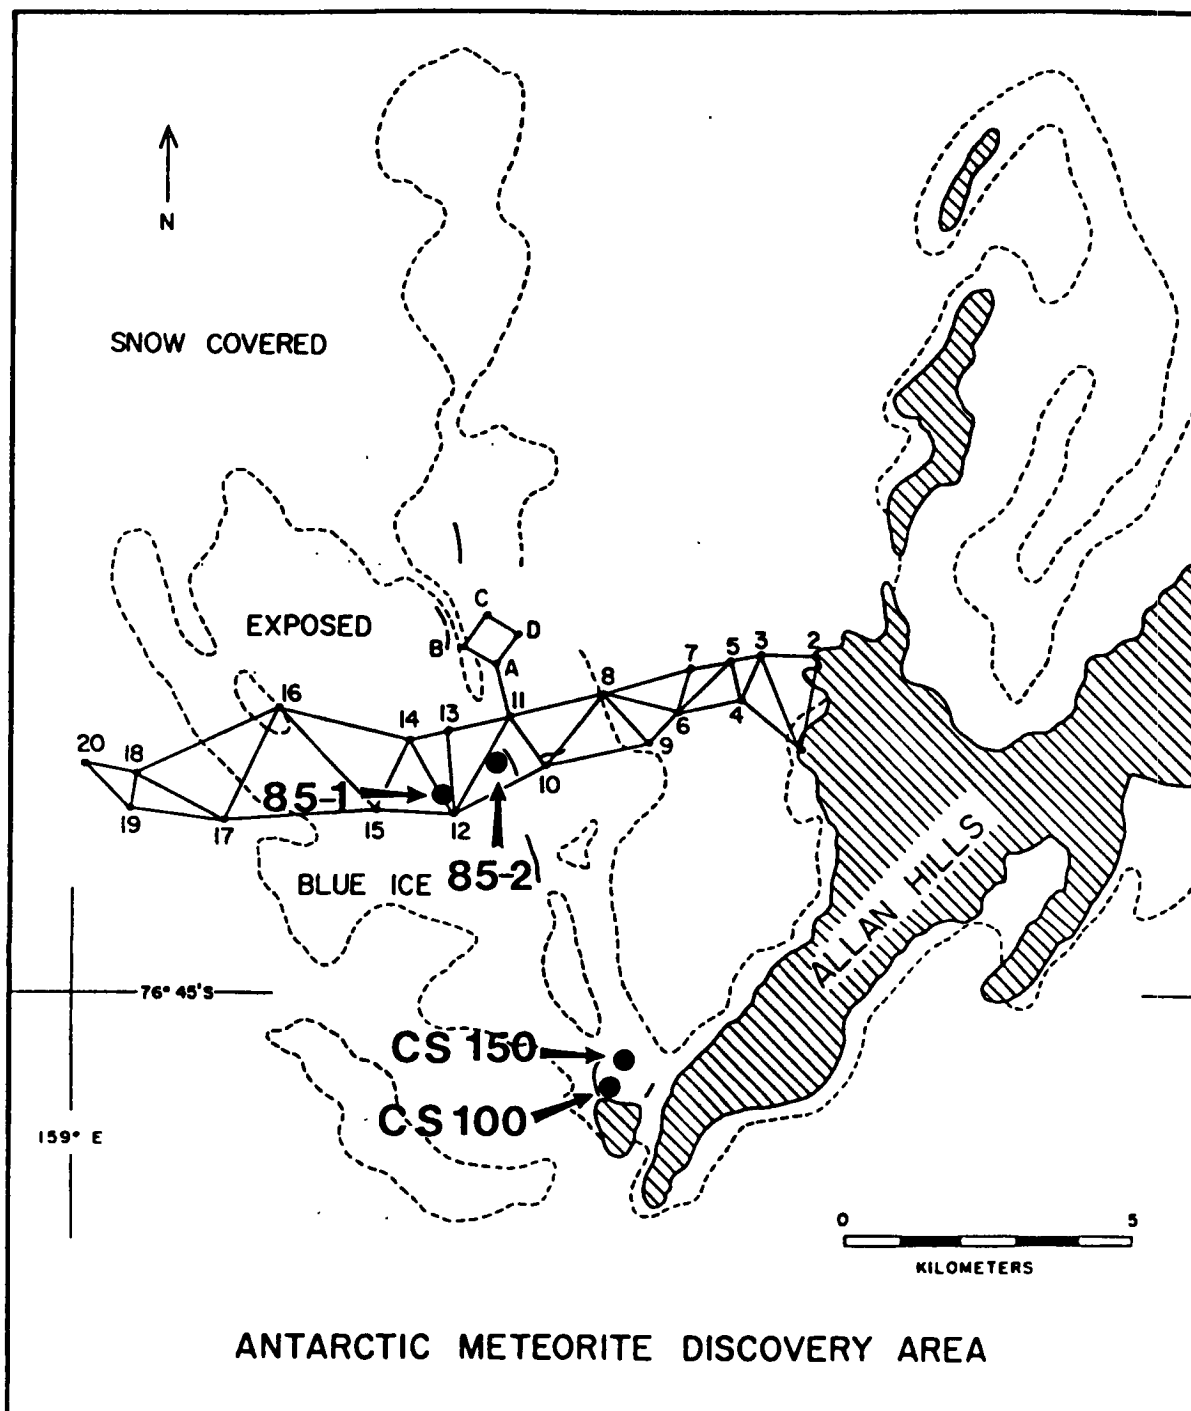 N
SNOW COVERED
C
EXPOSED
B
D
A
2
3
5
7
8
4
6
16
11
13
14
9
20
18
10
85-1
19
17
15
12
BLUE ICE
85-2
ALLAN HILLS
76° 45'S
CS 150
CS 100
159° E
0
5
KILOMETERS
ANTARCTIC METEORITE DISCOVERY AREA